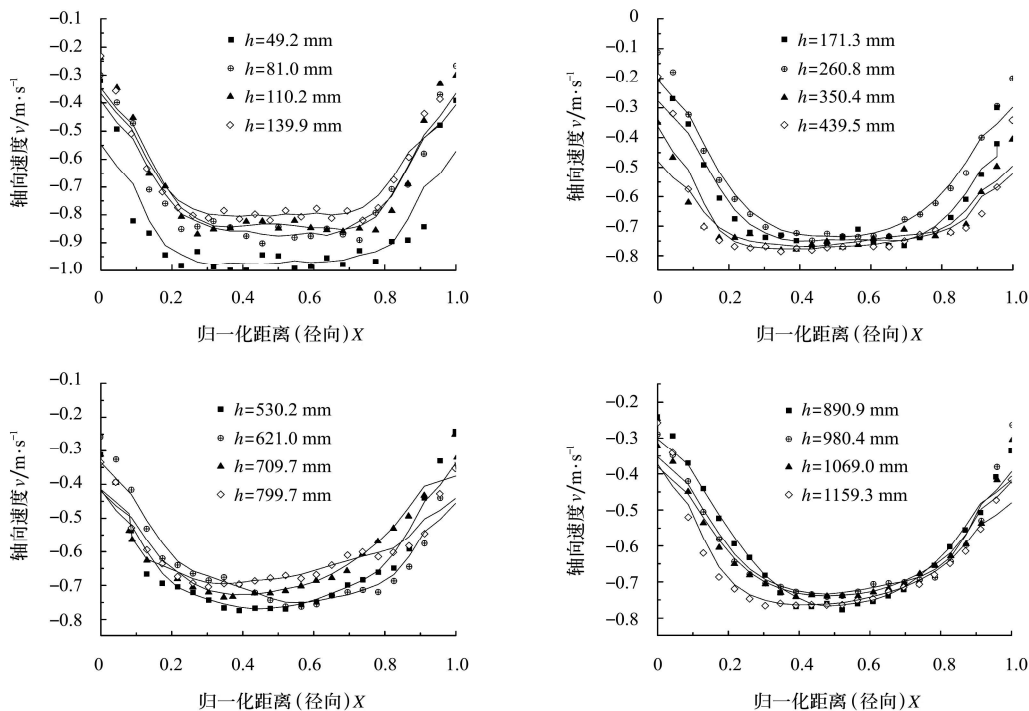 −0.1
−0.2
−0.3
−0.4
−0.5
−0.6
−0.7
−0.8
−0.9
−1.0
轴向速度 v/m·s⁻¹
h=49.2 mm
h=81.0 mm
h=110.2 mm
h=139.9 mm
0 0.2 0.4 0.6 0.8 1.0
归一化距离(径向)X
0
−0.1
−0.2
−0.3
−0.4
−0.5
−0.6
−0.7
−0.8
轴向速度 v/m·s⁻¹
h=171.3 mm
h=260.8 mm
h=350.4 mm
h=439.5 mm
0 0.2 0.4 0.6 0.8 1.0
归一化距离(径向)X
−0.1
−0.2
−0.3
−0.4
−0.5
−0.6
−0.7
−0.8
轴向速度 v/m·s⁻¹
h=530.2 mm
h=621.0 mm
h=709.7 mm
h=799.7 mm
0 0.2 0.4 0.6 0.8 1.0
归一化距离(径向)X
−0.2
−0.3
−0.4
−0.5
−0.6
−0.7
−0.8
轴向速度 v/m·s⁻¹
h=890.9 mm
h=980.4 mm
h=1069.0 mm
h=1159.3 mm
0 0.2 0.4 0.6 0.8 1.0
归一化距离(径向)X